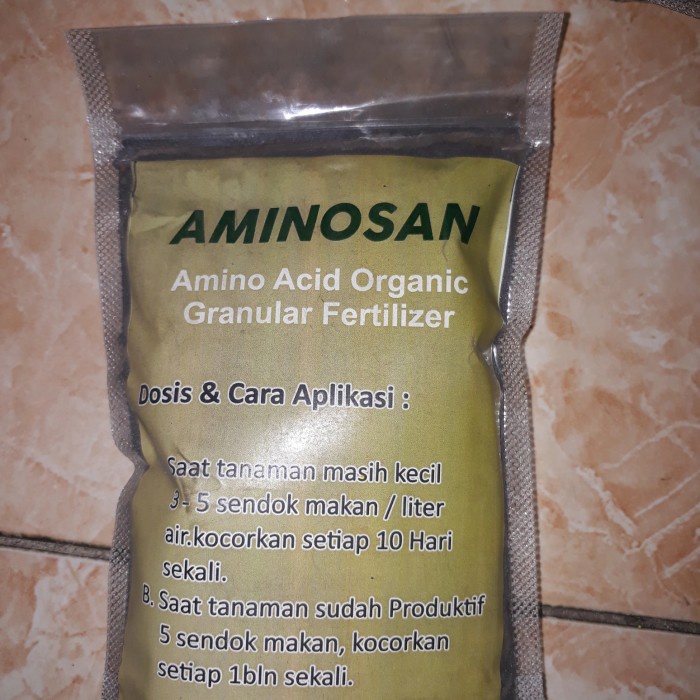 AMINOSAN
Amino Acid Organic
Granular Fertilizer
Dosis & Cara Aplikasi :
Saat tanaman masih kecil
3 - 5 sendok makan / liter
air.kocorkan setiap 10 Hari
sekali.
B. Saat tanaman sudah Produktif
5 sendok makan, kocorkan
setiap 1bln sekali.